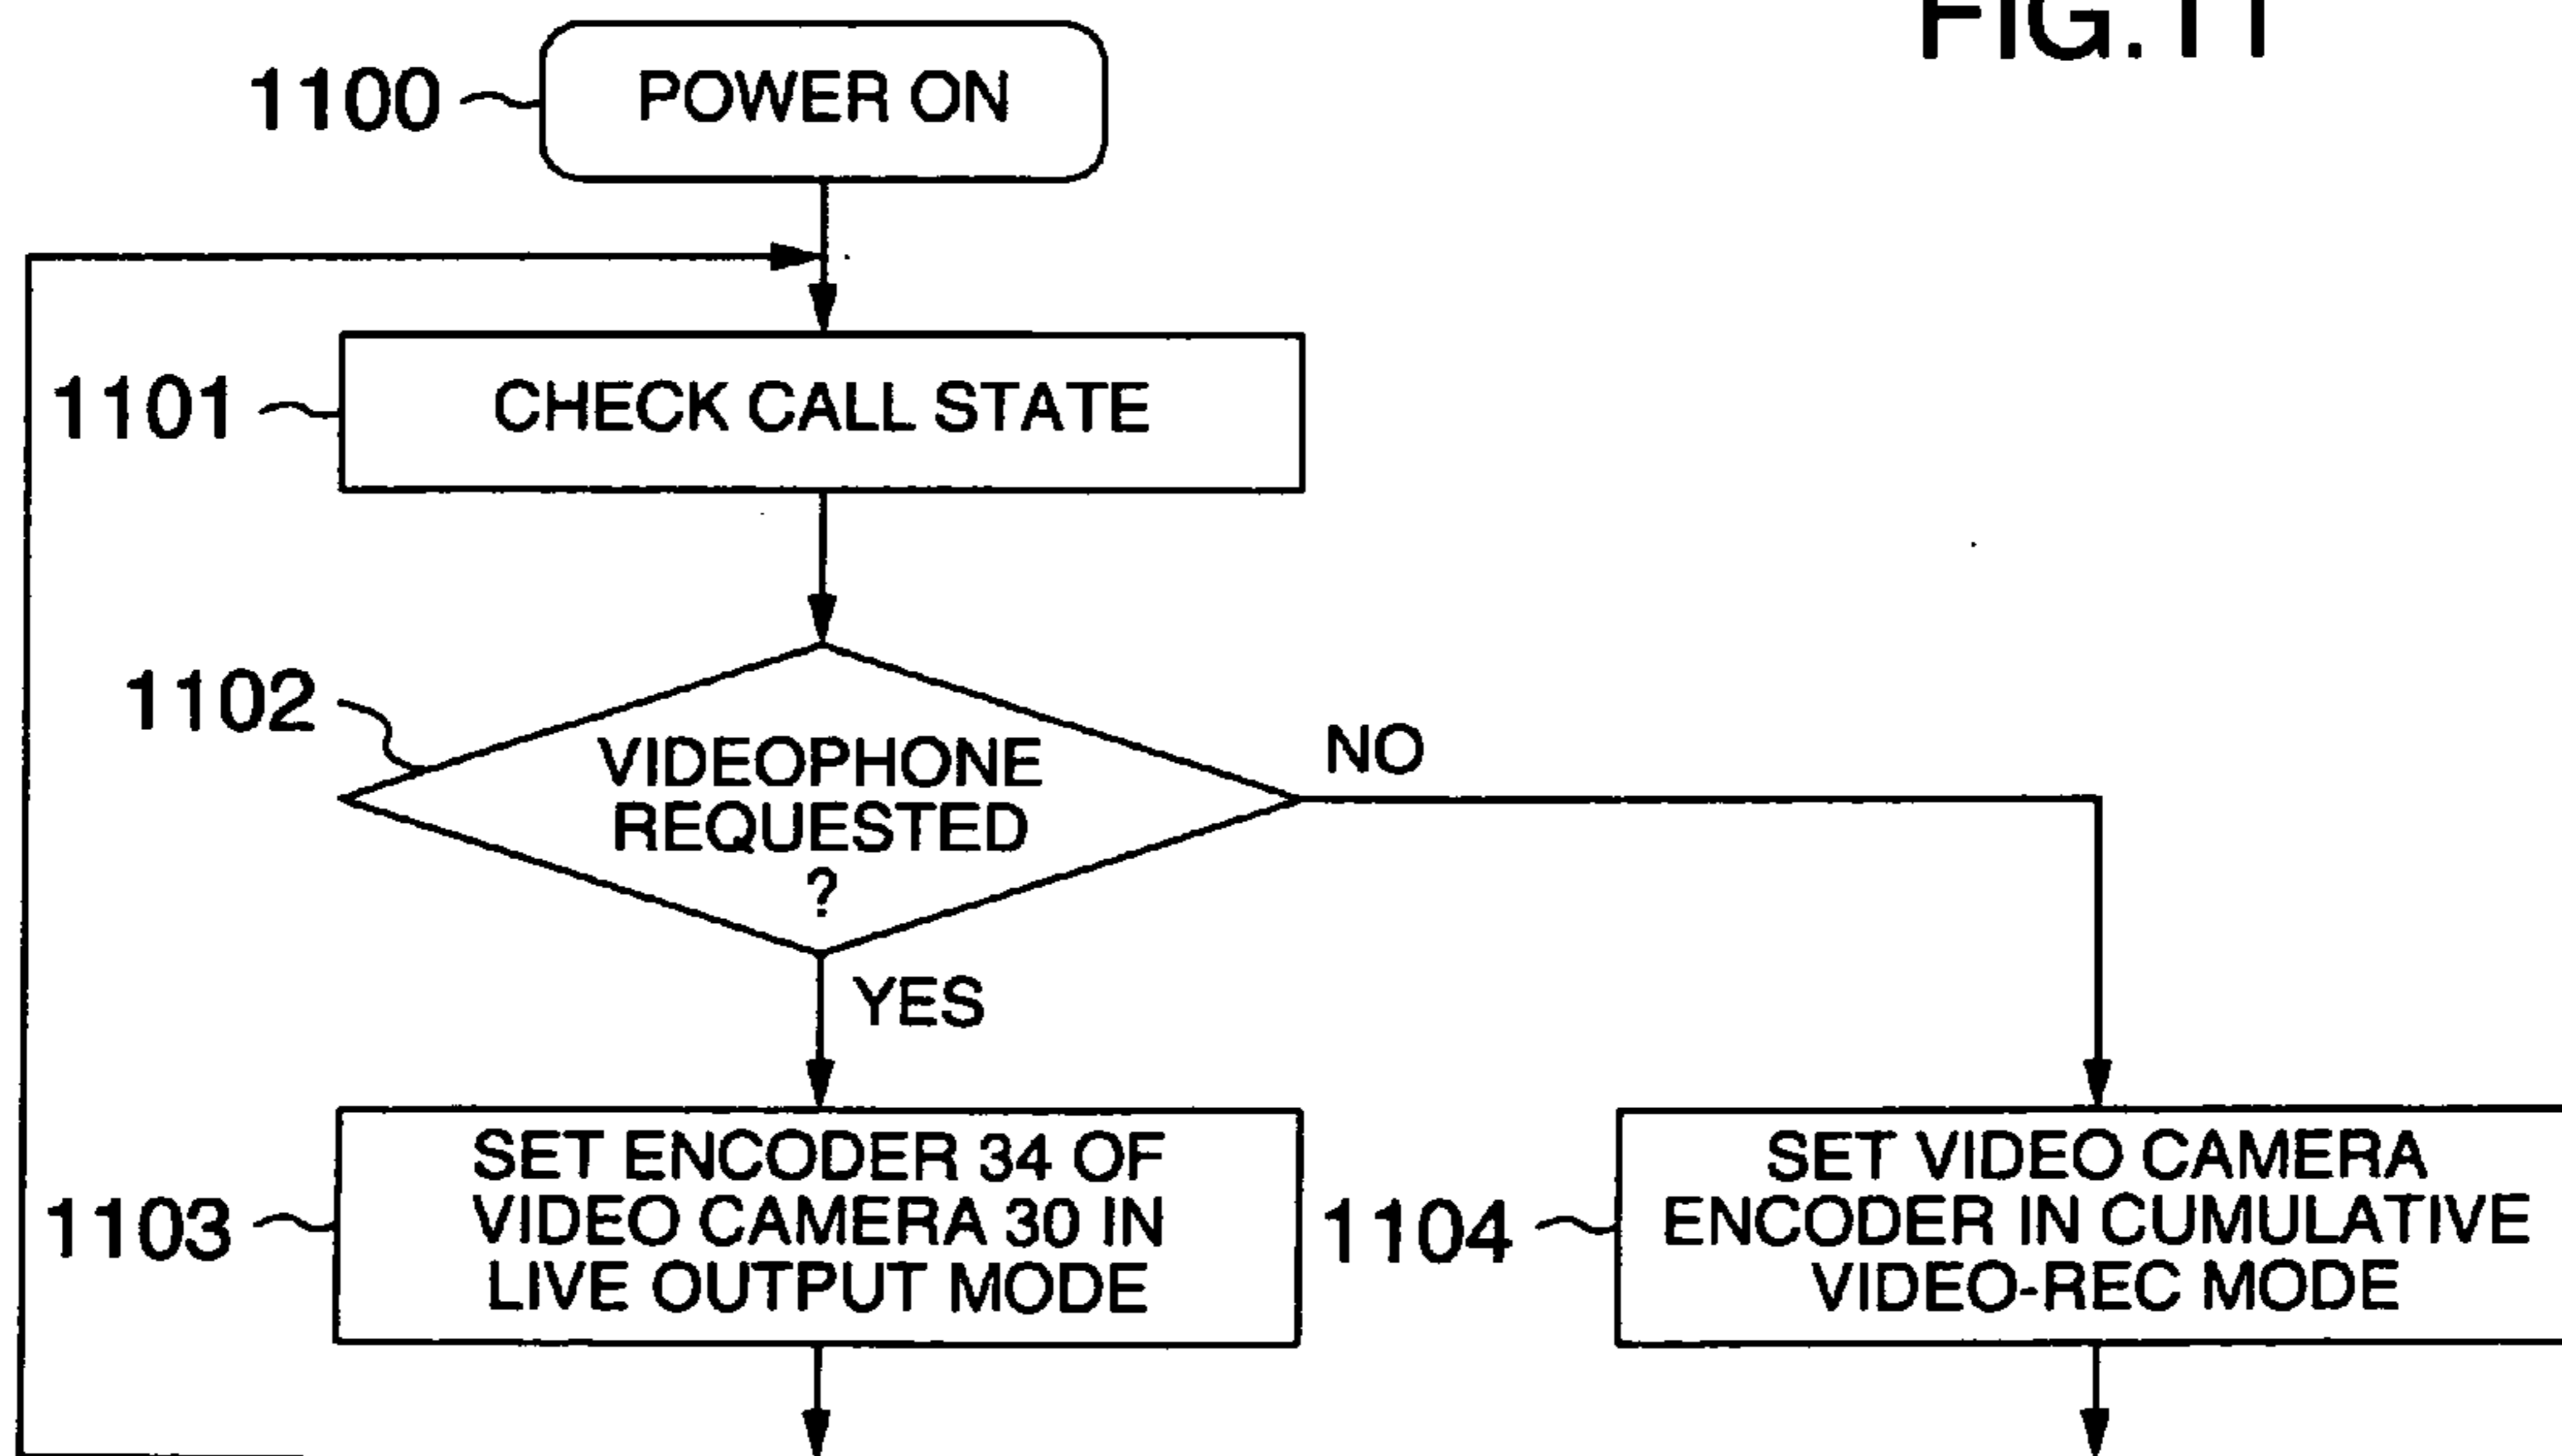 FIG.11
1100
POWER ON
1101
CHECK CALL STATE
1102
VIDEOPHONE
REQUESTED
?
NO
YES
1103
SET ENCODER 34 OF
VIDEO CAMERA 30 IN
LIVE OUTPUT MODE
1104
SET VIDEO CAMERA
ENCODER IN CUMULATIVE
VIDEO-REC MODE